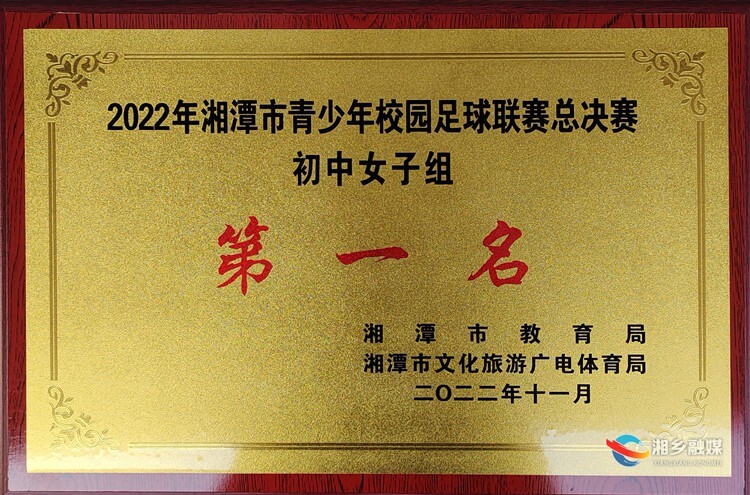 2022年湘潭市青少年校园足球联赛总决赛
初中女子组
第一名
湘潭市教育局
湘潭市文化旅游广电体育局
二〇二二年十一月
湘乡融媒
XIANGXIANG RONGMEI